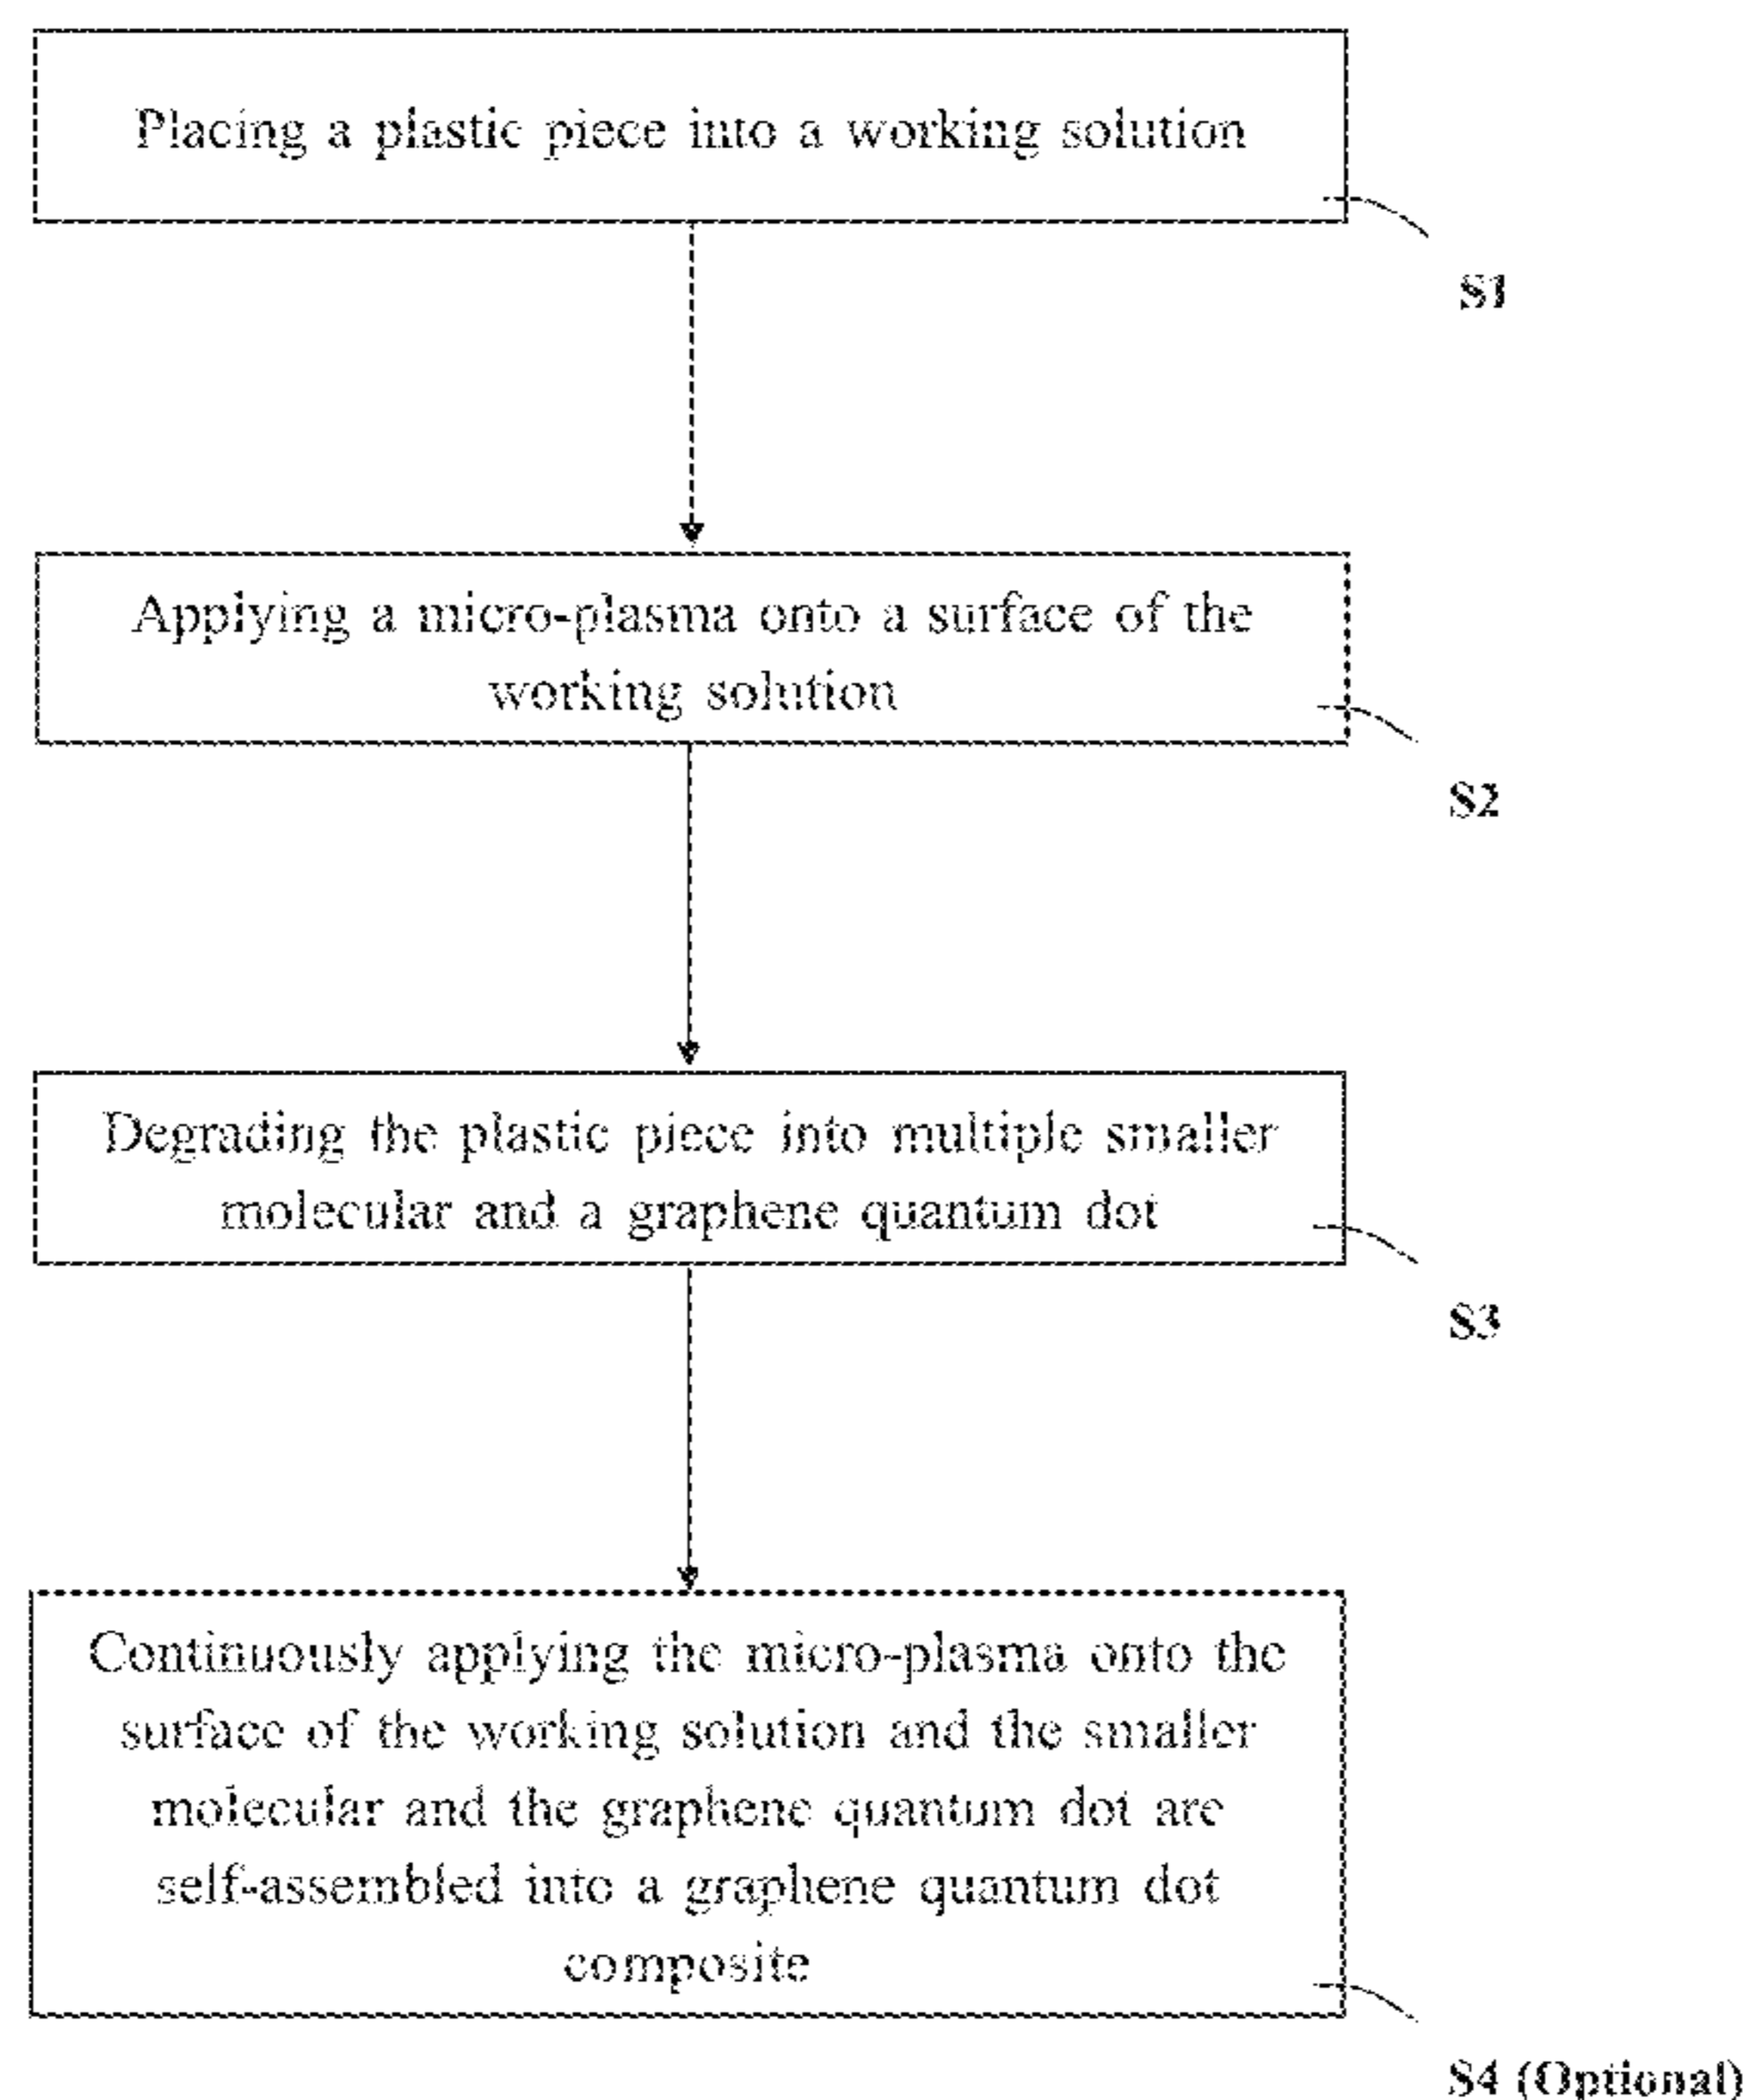 Placing a plastic piece into a working solution
S1
Applying a micro-plasma onto a surface of the
working solution
S2
Degrading the plastic piece into multiple smaller
molecular and a graphene quantum dot
S3
Continuously applying the micro-plasma onto the
surface of the working solution and the smaller
molecular and the graphene quantum dot are
self-assembled into a graphene quantum dot
composite
S4 (Optional)